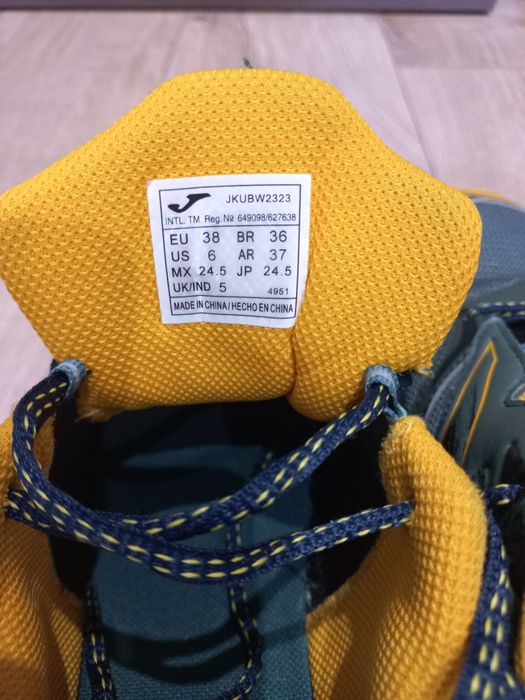 JKUBW2323
INTL. TM. Reg. Nº 649098/627638
EU 38 BR 36
US 6 AR 37
MX 24.5 JP 24.5
UK/IND 5 4951
MADE IN CHINA / HECHO EN CHINA